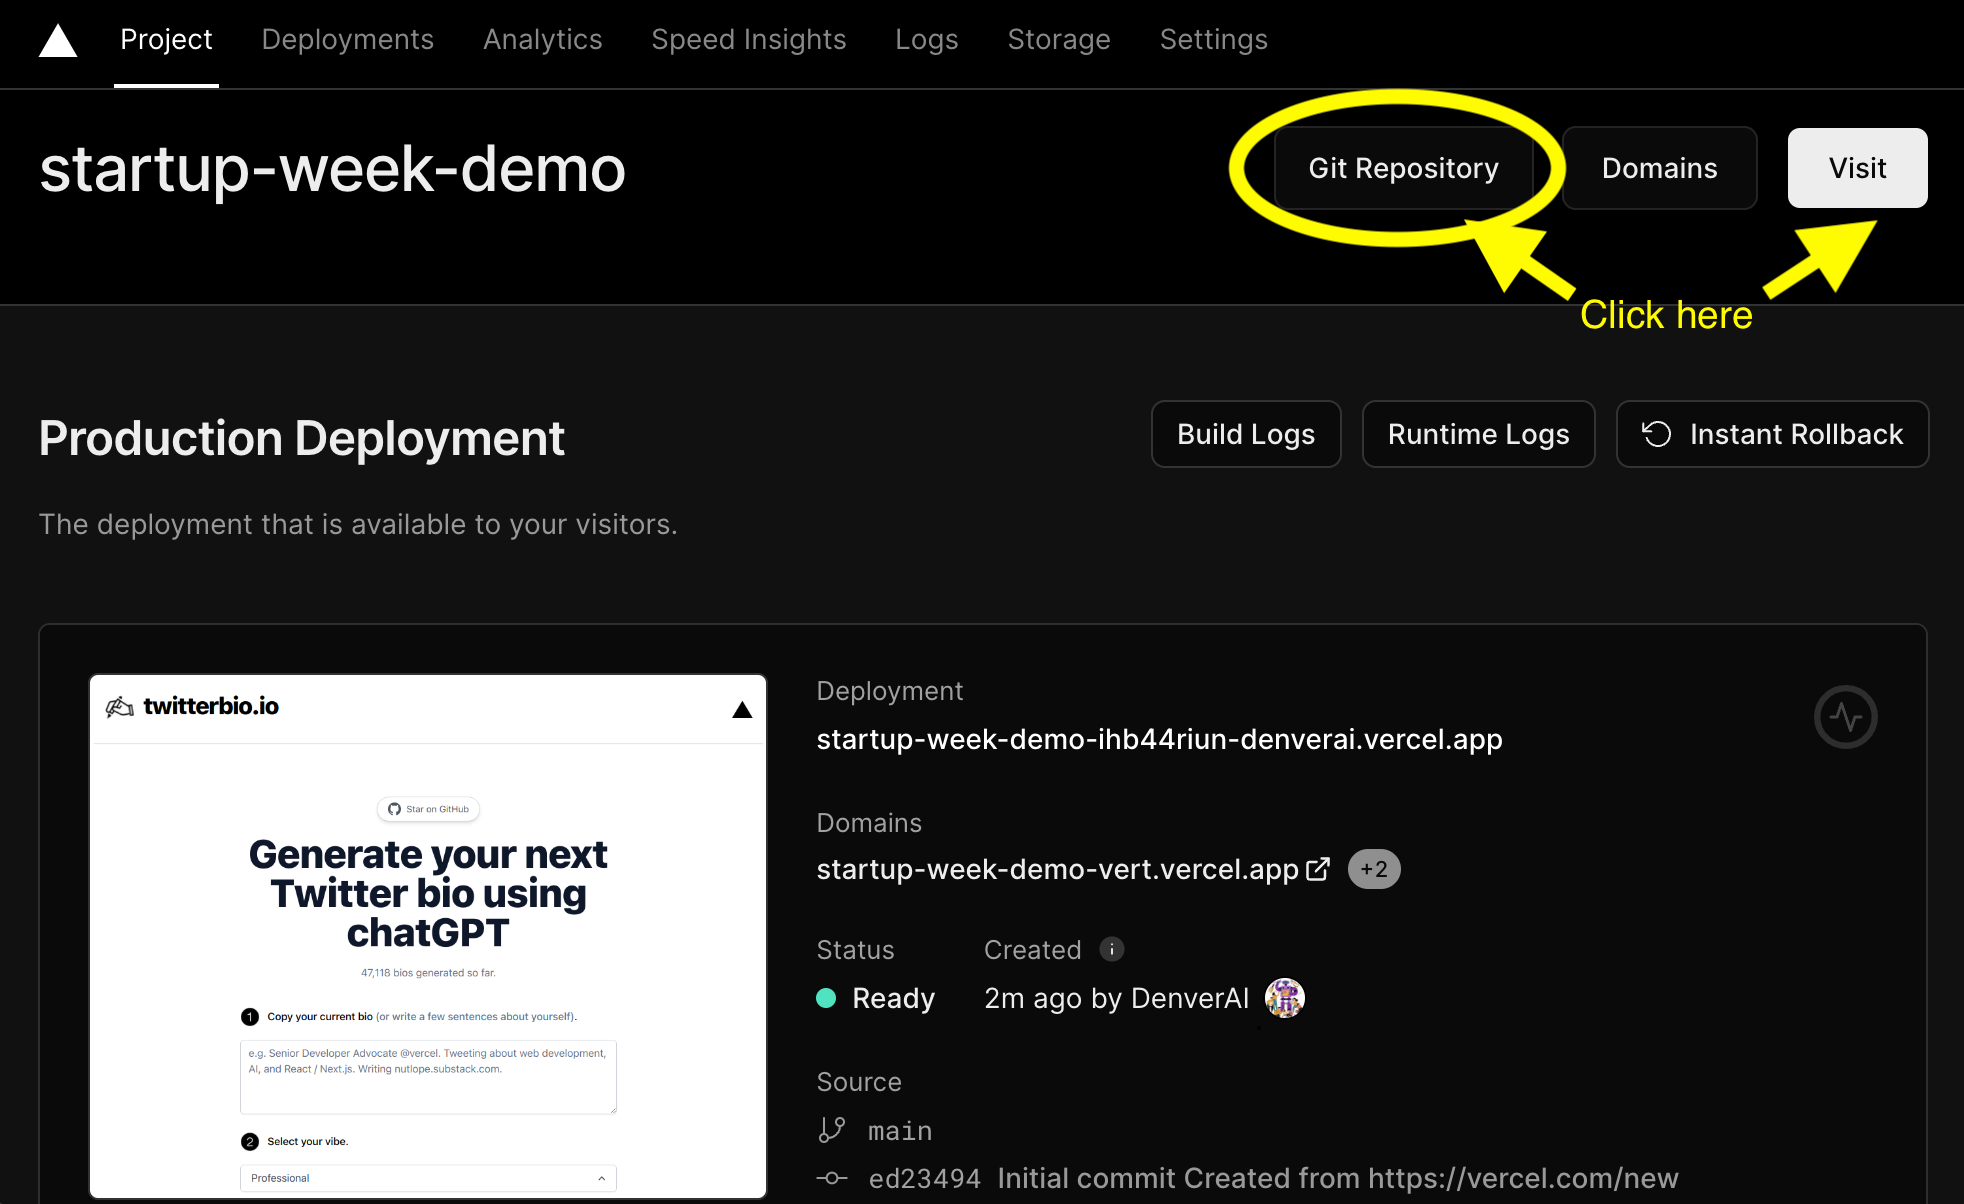 Project Deployments Analytics Speed Insights Logs Storage Settings
startup-week-demo
Git Repository Domains Visit
Click here
Production Deployment
Build Logs Runtime Logs Instant Rollback
The deployment that is available to your visitors.
twitterbio.io
Star on GitHub
Generate your next
Twitter bio using
chatGPT
47,118 bios generated so far.
1 Copy your current bio (or write a few sentences about yourself).
e.g. Senior Developer Advocate @vercel. Tweeting about web development,
AI, and React / Next.js. Writing nutlope.substack.com.
2 Select your vibe.
Professional
Deployment
startup-week-demo-ihb44riun-denverai.vercel.app
Domains
startup-week-demo-vert.vercel.app +2
Status Created
Ready 2m ago by DenverAI
Source
main
ed23494 Initial commit Created from https://vercel.com/new